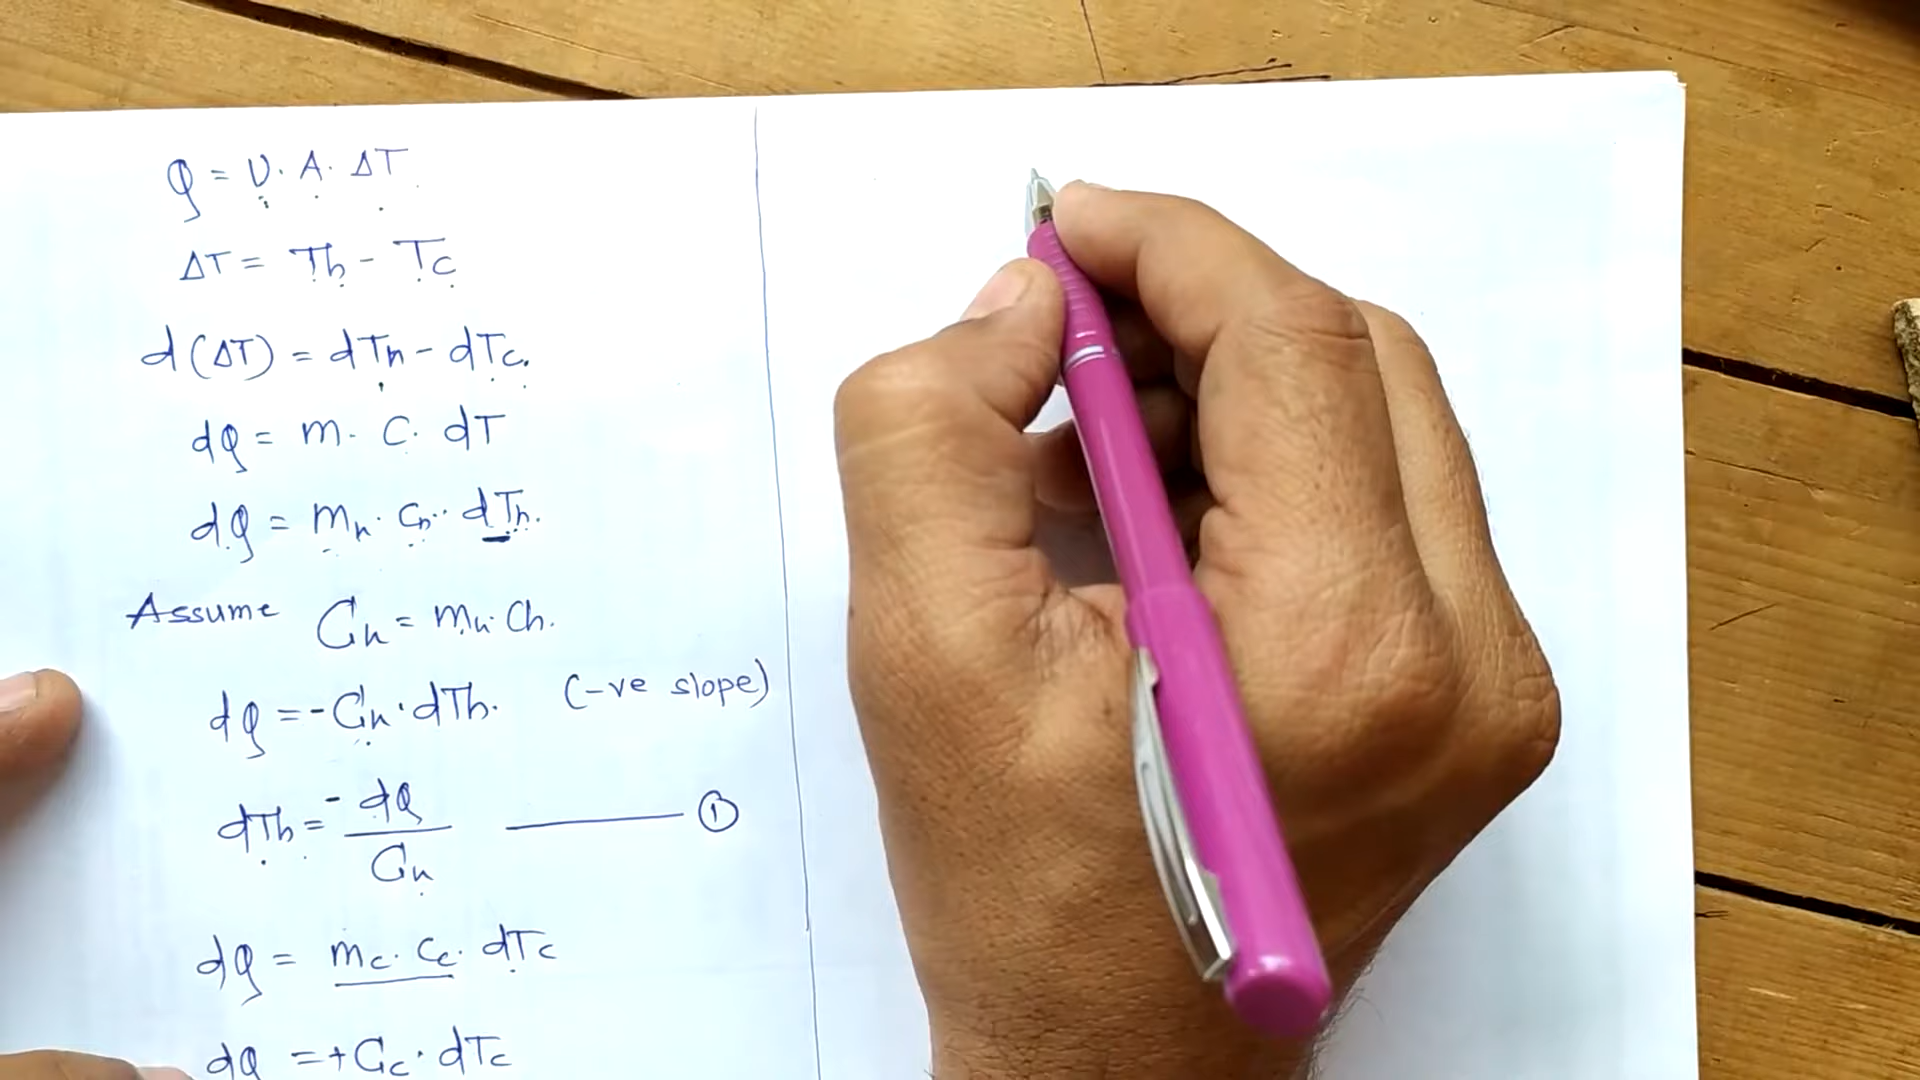 Q = U. A. ΔT
ΔT = Th - Tc
d(ΔT) = dTh - dTc.
dQ = m. C. dT
dQ = mh. Ch. dTh.
Assume Ch = mh. Ch.
dQ = -Ch.dTh. (-ve slope)
dTh = - dQ / Ch ——— ①
dQ = mc. Cc. dTc
dQ = +Cc. dTc